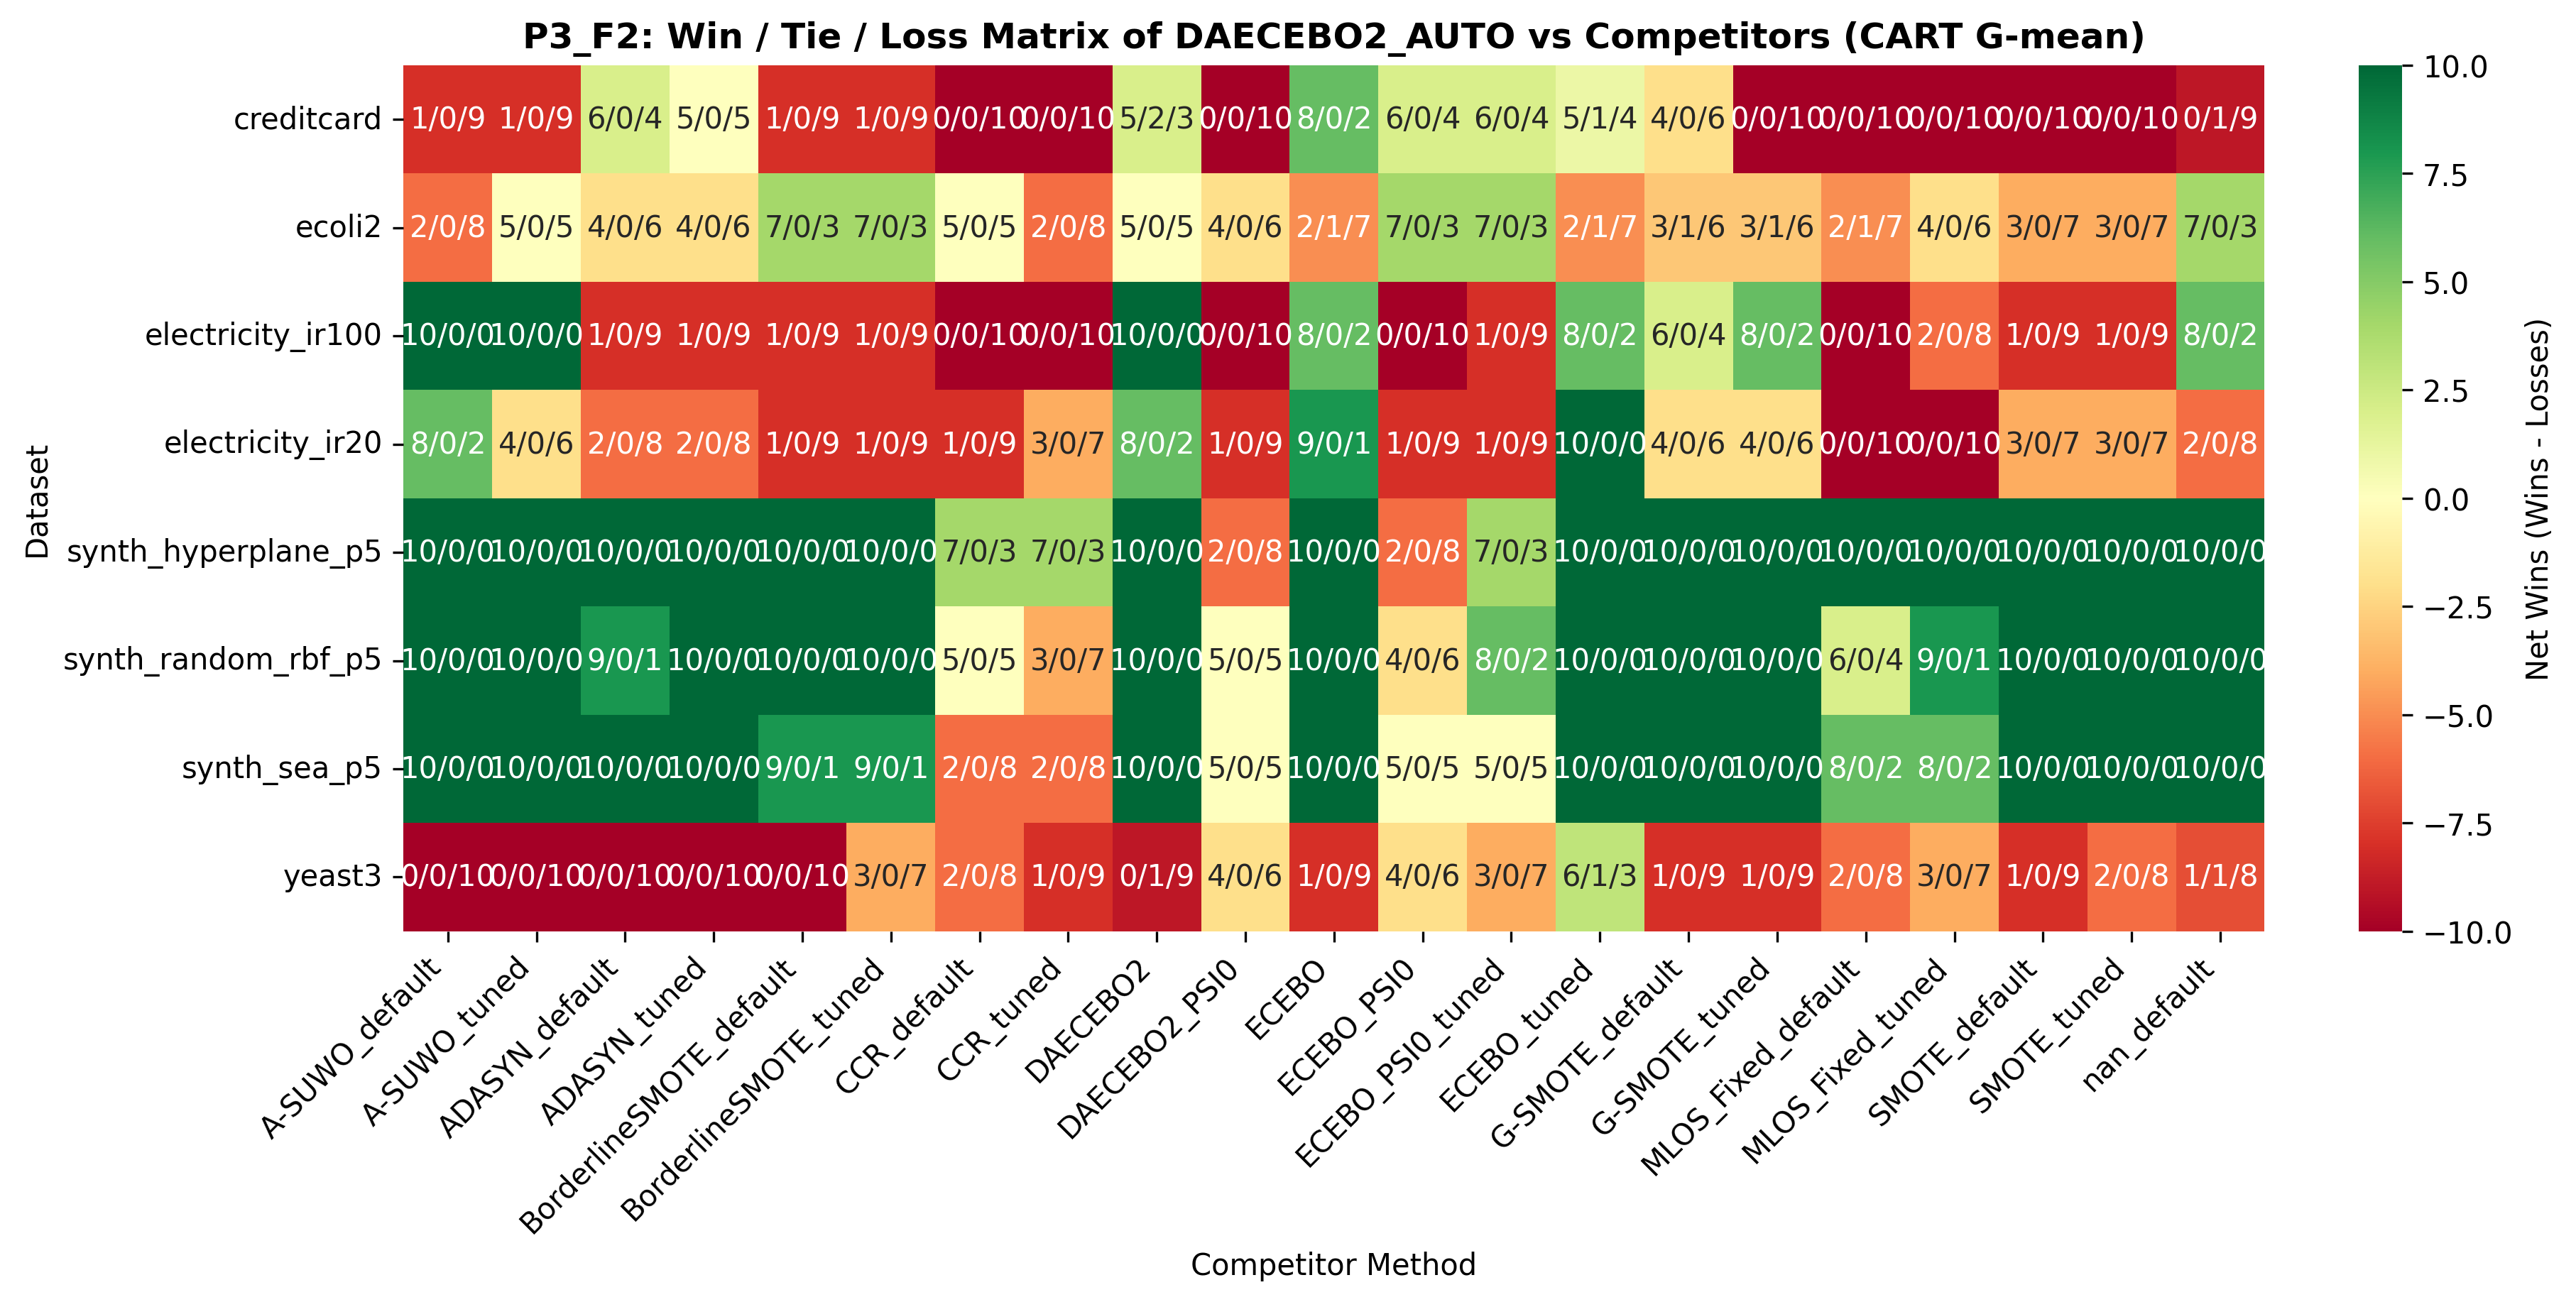 P3_F2: Win / Tie / Loss Matrix of DAECEBO2_AUTO vs Competitors (CART G-mean)
Dataset
creditcard 1/0/9 1/0/9 6/0/4 5/0/5 1/0/9 1/0/9 0/0/10 0/0/10 5/2/3 0/0/10 8/0/2 6/0/4 6/0/4 5/1/4 4/0/6 0/0/10 0/0/10 0/0/10 0/0/10 0/0/10 0/1/9
ecoli2 2/0/8 5/0/5 4/0/6 4/0/6 7/0/3 7/0/3 5/0/5 2/0/8 5/0/5 4/0/6 2/1/7 7/0/3 7/0/3 2/1/7 3/1/6 3/1/6 2/1/7 4/0/6 3/0/7 3/0/7 7/0/3
electricity_ir100 10/0/0 10/0/0 1/0/9 1/0/9 1/0/9 1/0/9 0/0/10 0/0/10 10/0/0 0/0/10 8/0/2 0/0/10 1/0/9 8/0/2 6/0/4 8/0/2 0/0/10 2/0/8 1/0/9 1/0/9 8/0/2
electricity_ir20 8/0/2 4/0/6 2/0/8 2/0/8 1/0/9 1/0/9 1/0/9 3/0/7 8/0/2 1/0/9 9/0/1 1/0/9 1/0/9 10/0/0 4/0/6 4/0/6 0/0/10 0/0/10 3/0/7 3/0/7 2/0/8
synth_hyperplane_p5 10/0/0 10/0/0 10/0/0 10/0/0 10/0/0 10/0/0 7/0/3 7/0/3 10/0/0 2/0/8 10/0/0 2/0/8 7/0/3 10/0/0 10/0/0 10/0/0 10/0/0 10/0/0 10/0/0 10/0/0 10/0/0
synth_random_rbf_p5 10/0/0 10/0/0 9/0/1 10/0/0 10/0/0 10/0/0 5/0/5 3/0/7 10/0/0 5/0/5 10/0/0 4/0/6 8/0/2 10/0/0 10/0/0 10/0/0 6/0/4 9/0/1 10/0/0 10/0/0 10/0/0
synth_sea_p5 10/0/0 10/0/0 10/0/0 10/0/0 9/0/1 9/0/1 2/0/8 2/0/8 10/0/0 5/0/5 10/0/0 5/0/5 5/0/5 10/0/0 10/0/0 10/0/0 8/0/2 8/0/2 10/0/0 10/0/0 10/0/0
yeast3 0/0/10 0/0/10 0/0/10 0/0/10 0/0/10 3/0/7 2/0/8 1/0/9 0/1/9 4/0/6 1/0/9 4/0/6 3/0/7 6/1/3 1/0/9 1/0/9 2/0/8 3/0/7 1/0/9 2/0/8 1/1/8
A-SUWO_default
A-SUWO_tuned
ADASYN_default
ADASYN_tuned
BorderlineSMOTE_default
BorderlineSMOTE_tuned
CCR_default
CCR_tuned
DAECEBO2
DAECEBO2_PSI0
ECEBO
ECEBO_PSI0
ECEBO_PSI0_tuned
ECEBO_tuned
G-SMOTE_default
G-SMOTE_tuned
MLOS_Fixed_default
MLOS_Fixed_tuned
SMOTE_default
SMOTE_tuned
nan_default
Competitor Method
10.0
7.5
5.0
2.5
0.0
−2.5
−5.0
−7.5
−10.0
Net Wins (Wins - Losses)